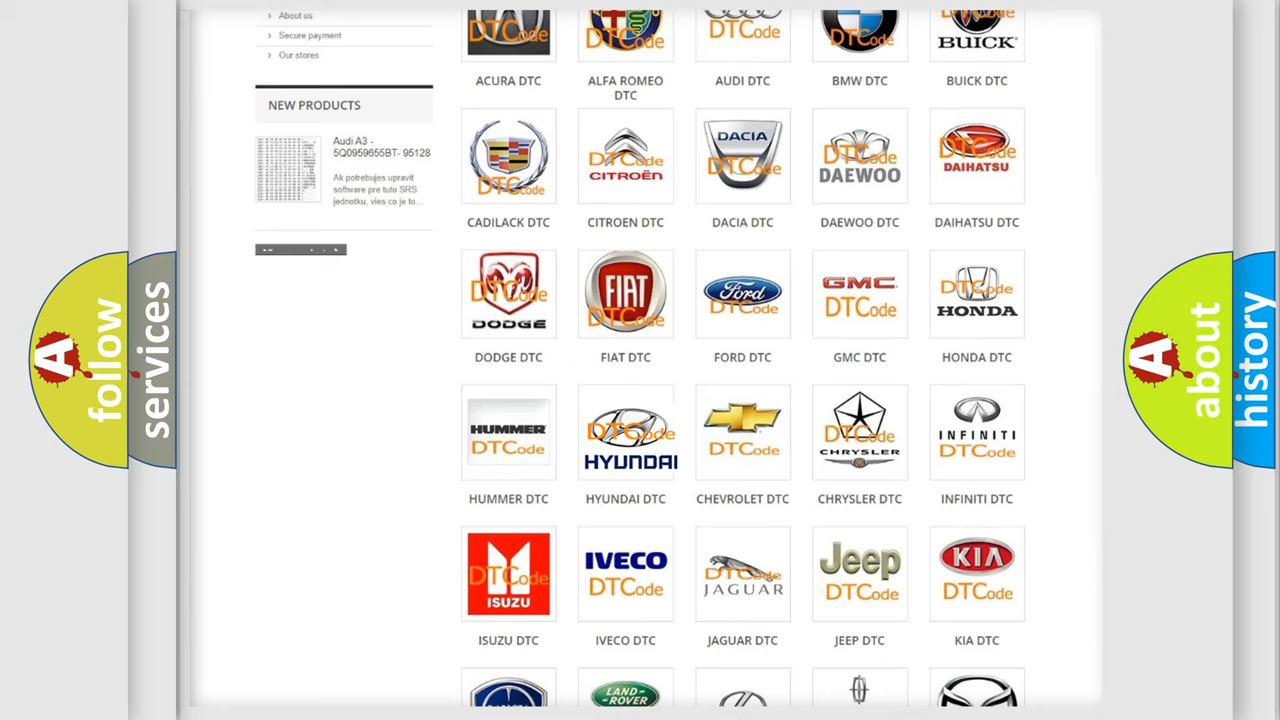 About us
Secure payment
Our stores
NEW PRODUCTS
Audi A3 -
5Q0959655BT- 95128
Ak potrebujes upravit
software pre tuto SRS
jednotku, vies co je to...
DTCode
DTCode
DTCode
DTCode
BUICK
ACURA DTC
ALFA ROMEO
DTC
AUDI DTC
BMW DTC
BUICK DTC
DTCode
DTCode
CITROËN
DACIA
DTCode
DTCode
DAEWOO
DTCode
DAIHATSU
CADILACK DTC
CITROEN DTC
DACIA DTC
DAEWOO DTC
DAIHATSU DTC
DTCode
DODGE
FIAT
DTCode
Ford
DTCode
GMC
DTCode
DTCode
HONDA
DODGE DTC
FIAT DTC
FORD DTC
GMC DTC
HONDA DTC
HUMMER
DTCode
DTCode
HYUNDAI
DTCode
DTCode
CHRYSLER
INFINITI
DTCode
HUMMER DTC
HYUNDAI DTC
CHEVROLET DTC
CHRYSLER DTC
INFINITI DTC
DTCode
ISUZU
IVECO
DTCode
DTCode
JAGUAR
Jeep
DTCode
KIA
DTCode
ISUZU DTC
IVECO DTC
JAGUAR DTC
JEEP DTC
KIA DTC
LAND-
ROVER
A
follow
services
A
about
history